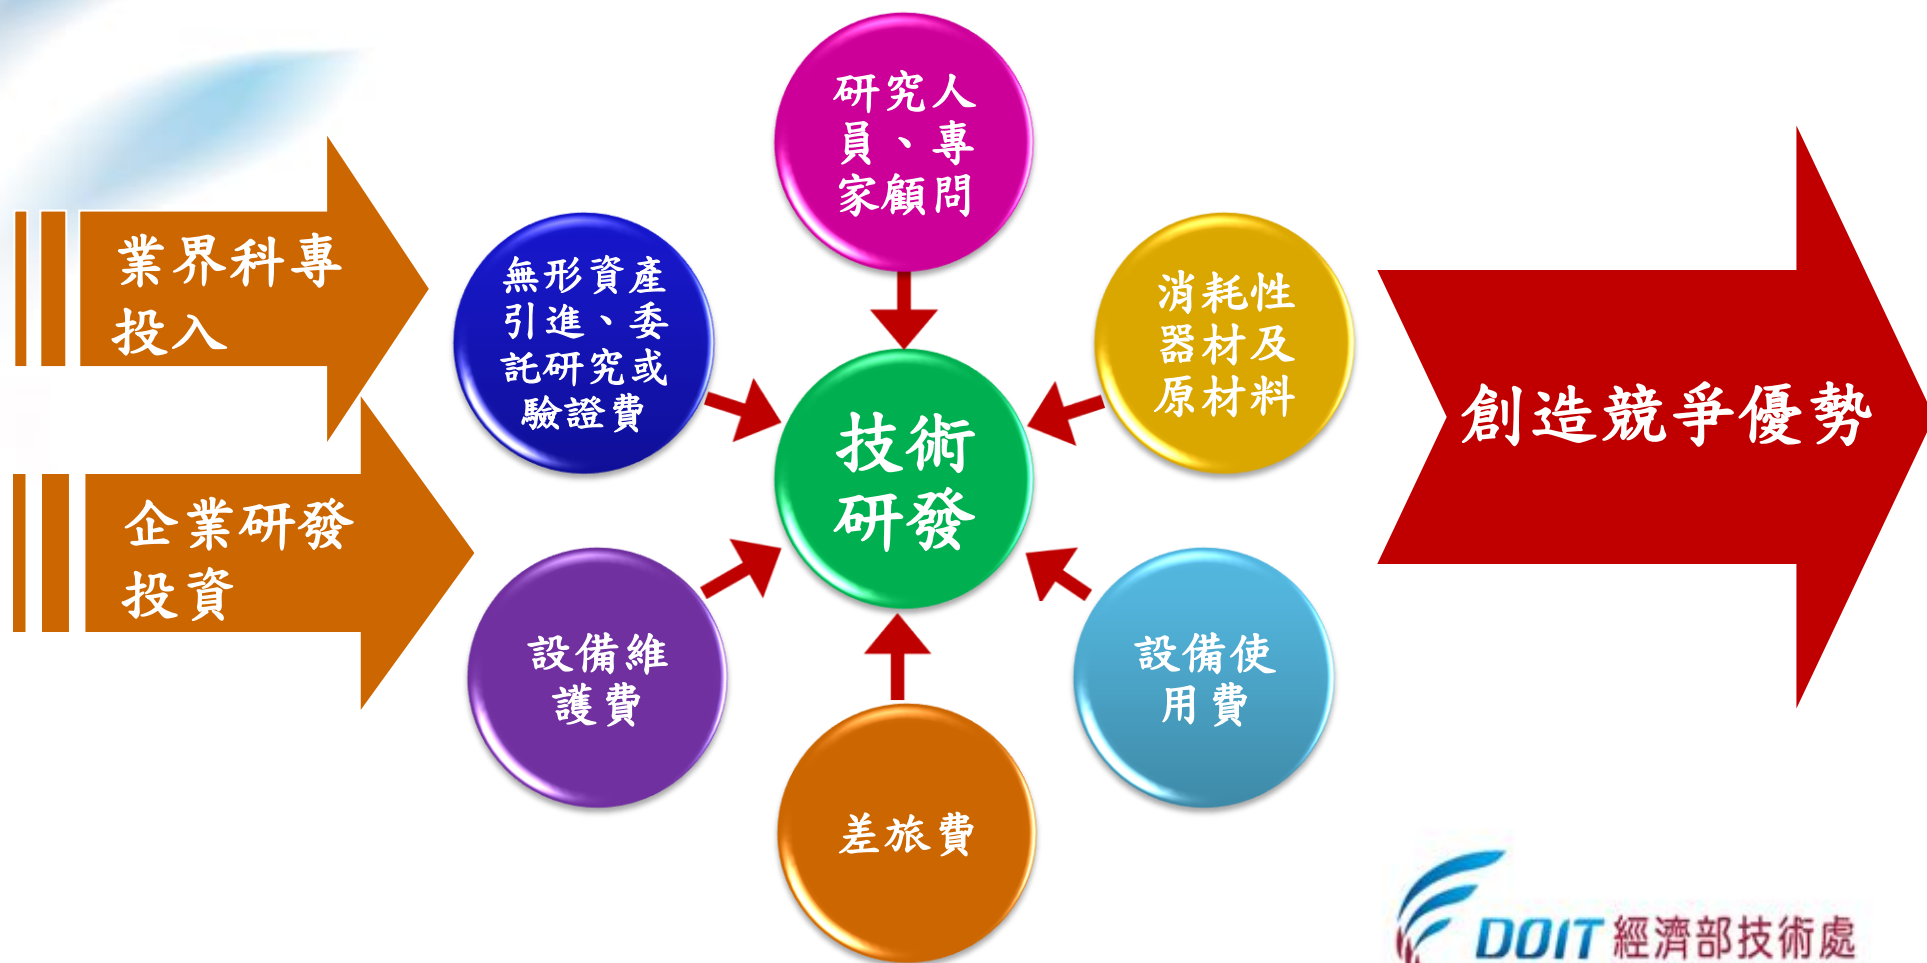 業界科專
投入
企業研發
投資
研究人
員、專
家顧問
無形資產
引進、委
託研究或
驗證費
消耗性
器材及
原材料
技術
研發
設備維
護費
設備使
用費
差旅費
創造競爭優勢
DOIT 經濟部技術處